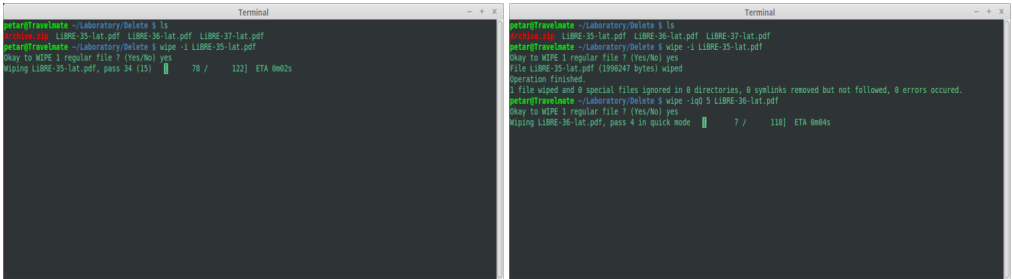 Terminal
petar@Travelmate ~/Laboratory/Delete $ ls
Archive.zip LiBRE-35-lat.pdf LiBRE-36-lat.pdf LiBRE-37-lat.pdf
petar@Travelmate ~/Laboratory/Delete $ wipe -i LiBRE-35-lat.pdf
Okay to WIPE 1 regular file ? (Yes/No) yes
Wiping LiBRE-35-lat.pdf, pass 34 (15) [ 78 / 122] ETA 0m02s
Terminal
petar@Travelmate ~/Laboratory/Delete $ ls
Archive.zip LiBRE-35-lat.pdf LiBRE-36-lat.pdf LiBRE-37-lat.pdf
petar@Travelmate ~/Laboratory/Delete $ wipe -i LiBRE-35-lat.pdf
Okay to WIPE 1 regular file ? (Yes/No) yes
File LiBRE-35-lat.pdf (1990247 bytes) wiped
Operation finished.
1 file wiped and 0 special files ignored in 0 directories, 0 symlinks removed but not followed, 0 errors occured.
petar@Travelmate ~/Laboratory/Delete $ wipe -iqQ 5 LiBRE-36-lat.pdf
Okay to WIPE 1 regular file ? (Yes/No) yes
Wiping LiBRE-36-lat.pdf, pass 4 in quick mode [ 7 / 118] ETA 0m04s